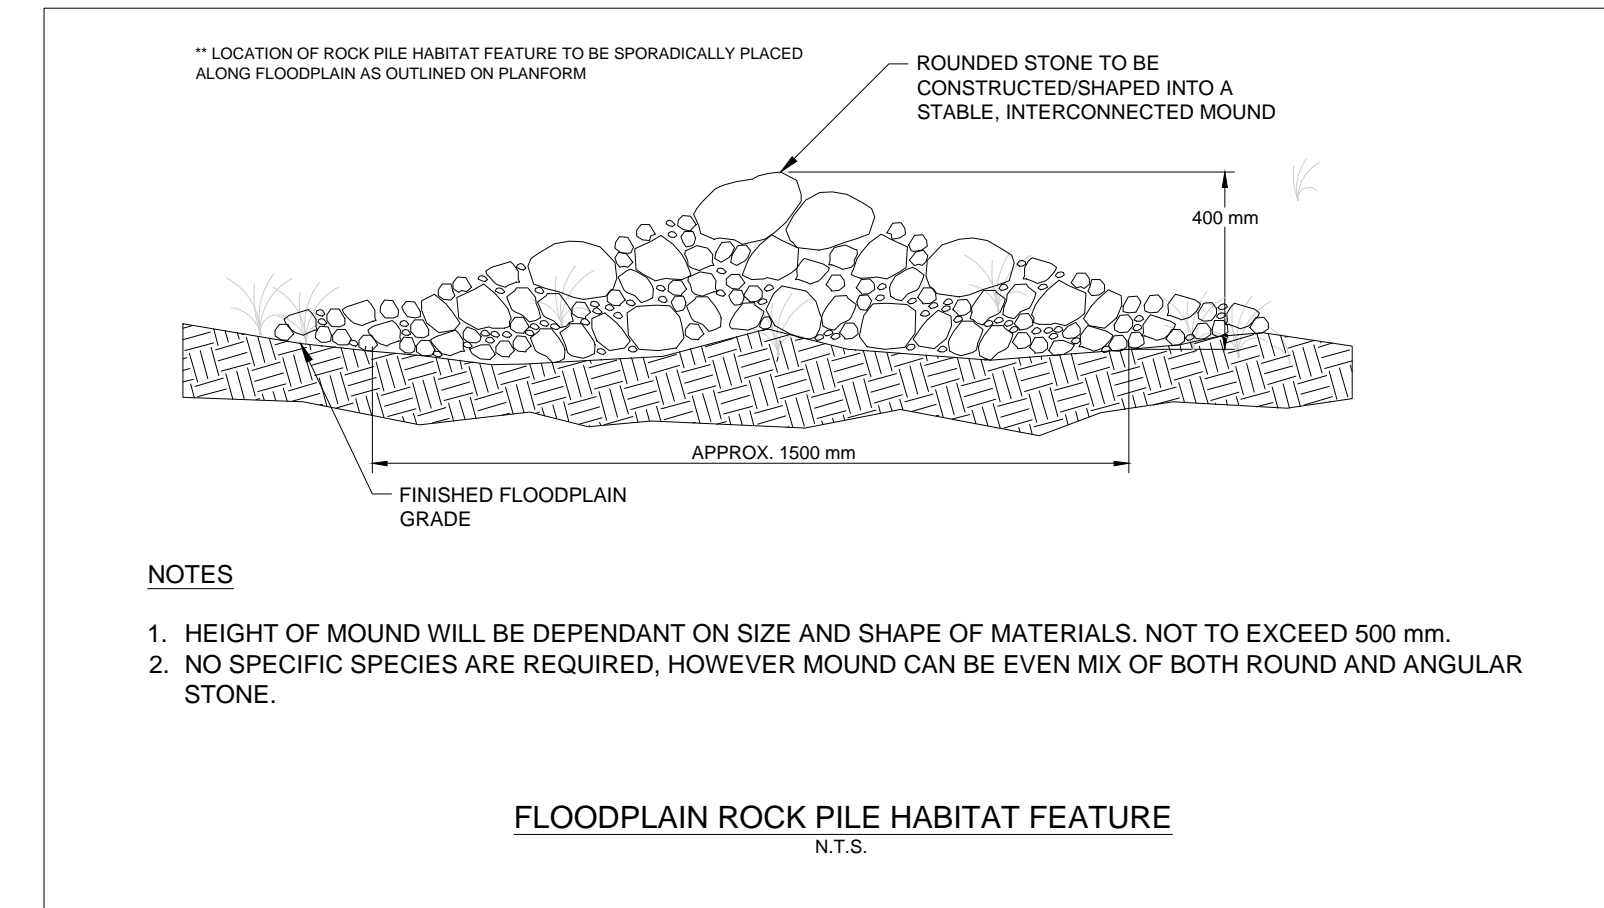 ** LOCATION OF ROCK PILE HABITAT FEATURE TO BE SPORADICALLY PLACED
ALONG FLOODPLAIN AS OUTLINED ON PLANFORM
ROUNDED STONE TO BE
CONSTRUCTED/SHAPED INTO A
STABLE, INTERCONNECTED MOUND
400 mm
APPROX. 1500 mm
FINISHED FLOODPLAIN
GRADE
NOTES
1. HEIGHT OF MOUND WILL BE DEPENDANT ON SIZE AND SHAPE OF MATERIALS. NOT TO EXCEED 500 mm.
2. NO SPECIFIC SPECIES ARE REQUIRED, HOWEVER MOUND CAN BE EVEN MIX OF BOTH ROUND AND ANGULAR
STONE.
FLOODPLAIN ROCK PILE HABITAT FEATURE
N.T.S.